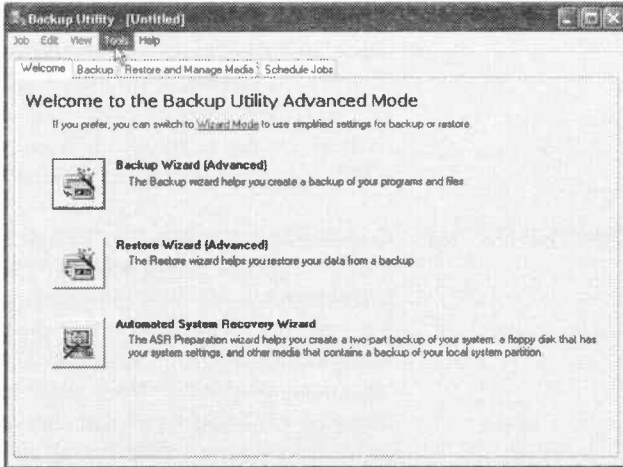 Backup Utility - [Untitled]
Job Edit View Tools Help
Welcome Backup Restore and Manage Media Schedule Jobs
Welcome to the Backup Utility Advanced Mode
If you prefer, you can switch to Wizard Mode to use simplified settings for backup or restore.
Backup Wizard (Advanced)
The Backup wizard helps you create a backup of your programs and files.
Restore Wizard (Advanced)
The Restore wizard helps you restore your data from a backup.
Automated System Recovery Wizard
The ASR Preparation wizard helps you create a two-part backup of your system: a floppy disk that has
your system settings, and other media that contains a backup of your local system partition.